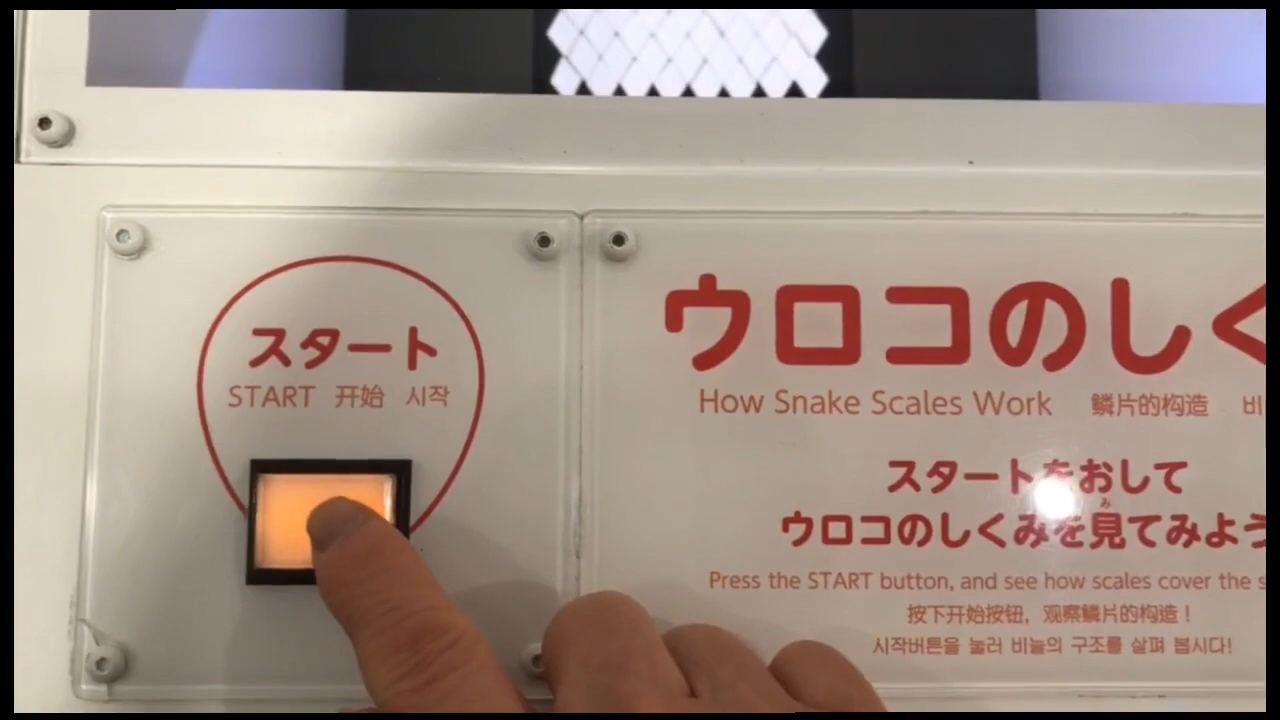 スタート
START 开始 시작
ウロコのしく
How Snake Scales Work 鳞片的构造 비
スタートをおして
ウロコのしくみを見てみよう
み
Press the START button, and see how scales cover the s
按下开始按钮，观察鳞片的构造！
시작버튼을 눌러 비늘의 구조를 살펴 봅시다!